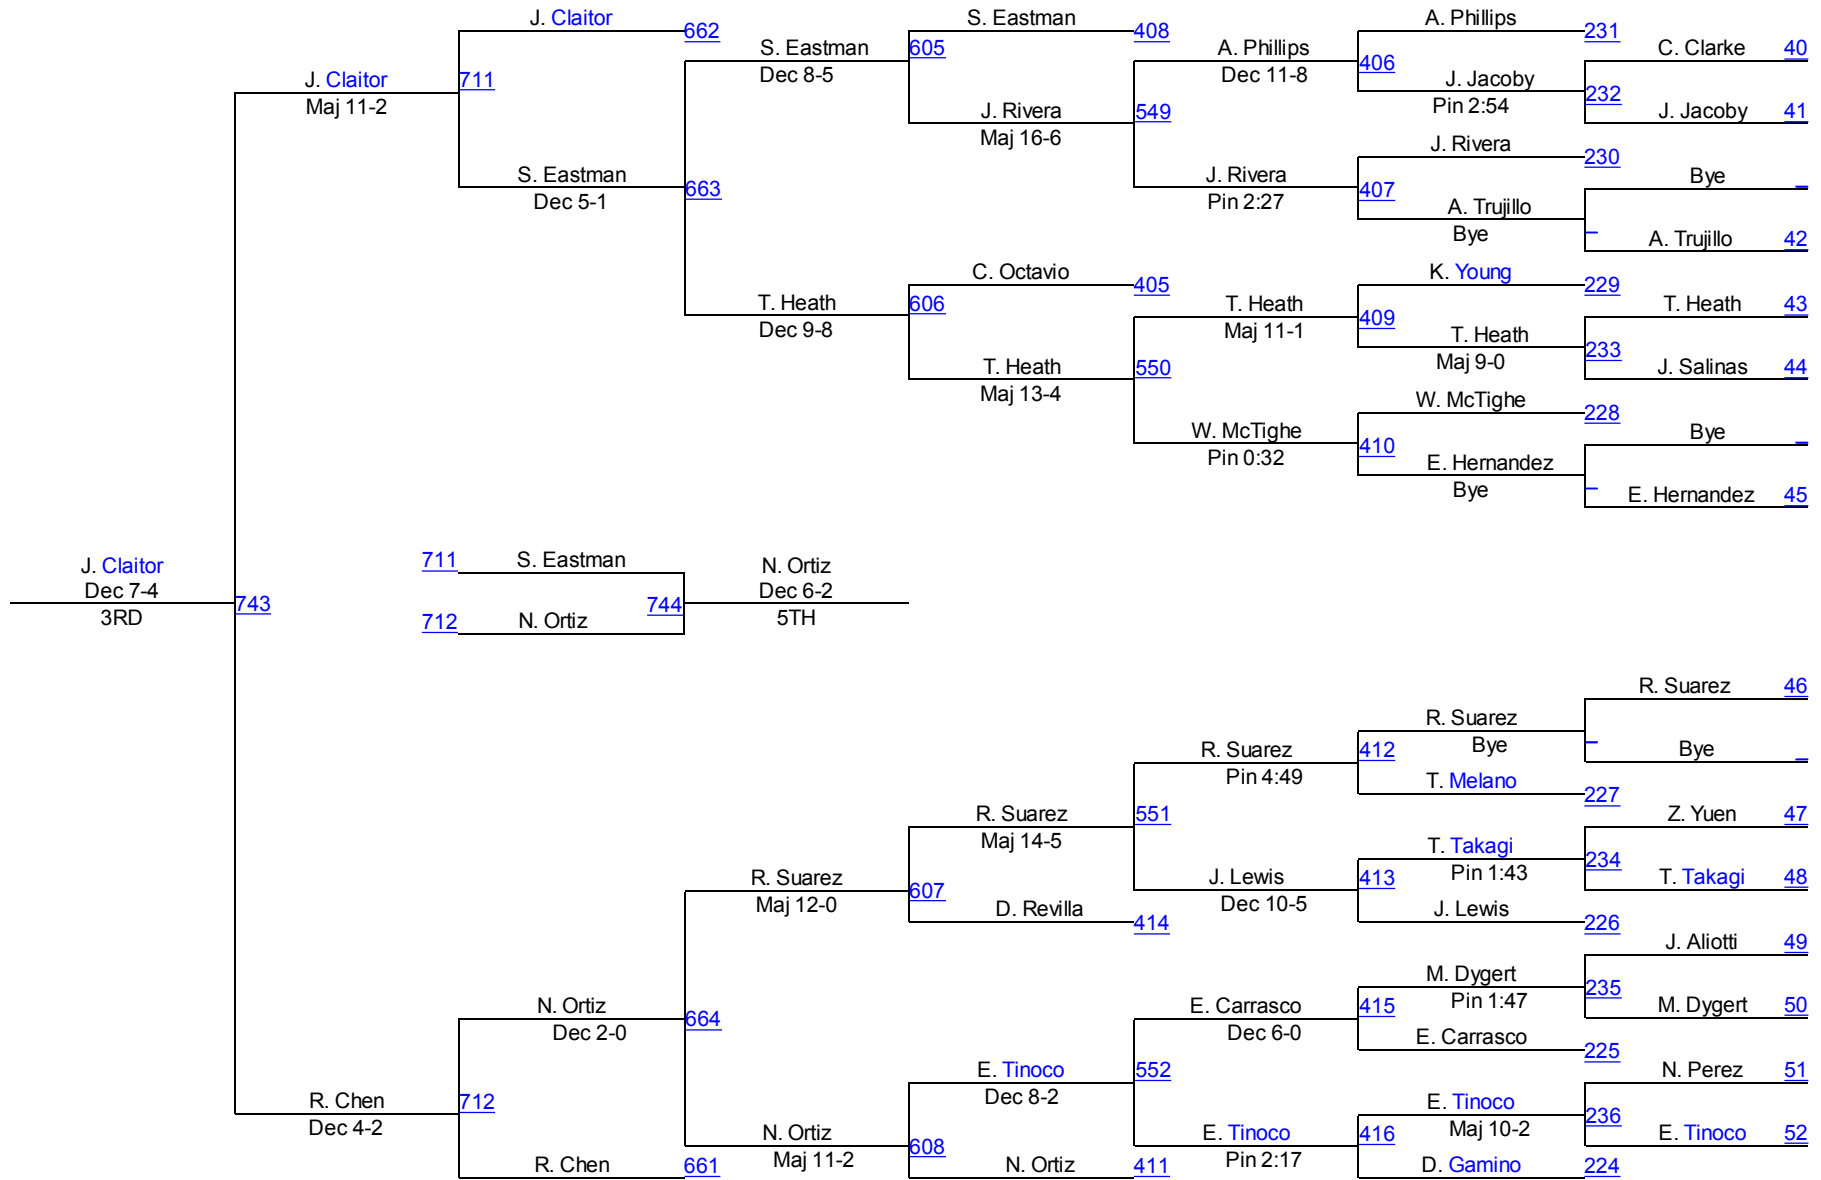 J. Claitor
662
S. Eastman
Dec 8-5
605
S. Eastman
408
A. Phillips
Dec 11-8
406
A. Phillips
231
C. Clarke 40
J. Claitor
Maj 11-2
711
J. Rivera
Maj 16-6
549
J. Jacoby
Pin 2:54
232
J. Jacoby 41
J. Rivera
230
Bye _
S. Eastman
Dec 5-1
663
J. Rivera
Pin 2:27
407
A. Trujillo
Bye
_
A. Trujillo 42
C. Octavio
405
K. Young
229
T. Heath
Dec 9-8
606
T. Heath
Maj 11-1
409
T. Heath 43
T. Heath
Maj 9-0
233
T. Heath
Maj 13-4
550
J. Salinas 44
W. McTighe
228
W. McTighe
Pin 0:32
410
Bye _
E. Hernandez
Bye
_
E. Hernandez 45
J. Claitor
Dec 7-4
3RD
743
711 S. Eastman
712 N. Ortiz
744
N. Ortiz
Dec 6-2
5TH
R. Suarez 46
R. Suarez
Bye
_
Bye _
R. Suarez
Pin 4:49
412
T. Melano
227
R. Suarez
Maj 14-5
551
Z. Yuen 47
T. Takagi
Pin 1:43
234
T. Takagi 48
R. Suarez
Maj 12-0
607
J. Lewis
Dec 10-5
413
D. Revilla
414
J. Lewis
226
J. Aliotti 49
N. Ortiz
Dec 2-0
664
E. Carrasco
Dec 6-0
415
M. Dygert
Pin 1:47
235
M. Dygert 50
E. Carrasco
225
E. Tinoco
Dec 8-2
552
N. Perez 51
R. Chen
Dec 4-2
712
E. Tinoco
Maj 10-2
236
N. Ortiz
Maj 11-2
608
E. Tinoco
Pin 2:17
416
E. Tinoco 52
R. Chen
661
N. Ortiz
411
D. Gamino
224